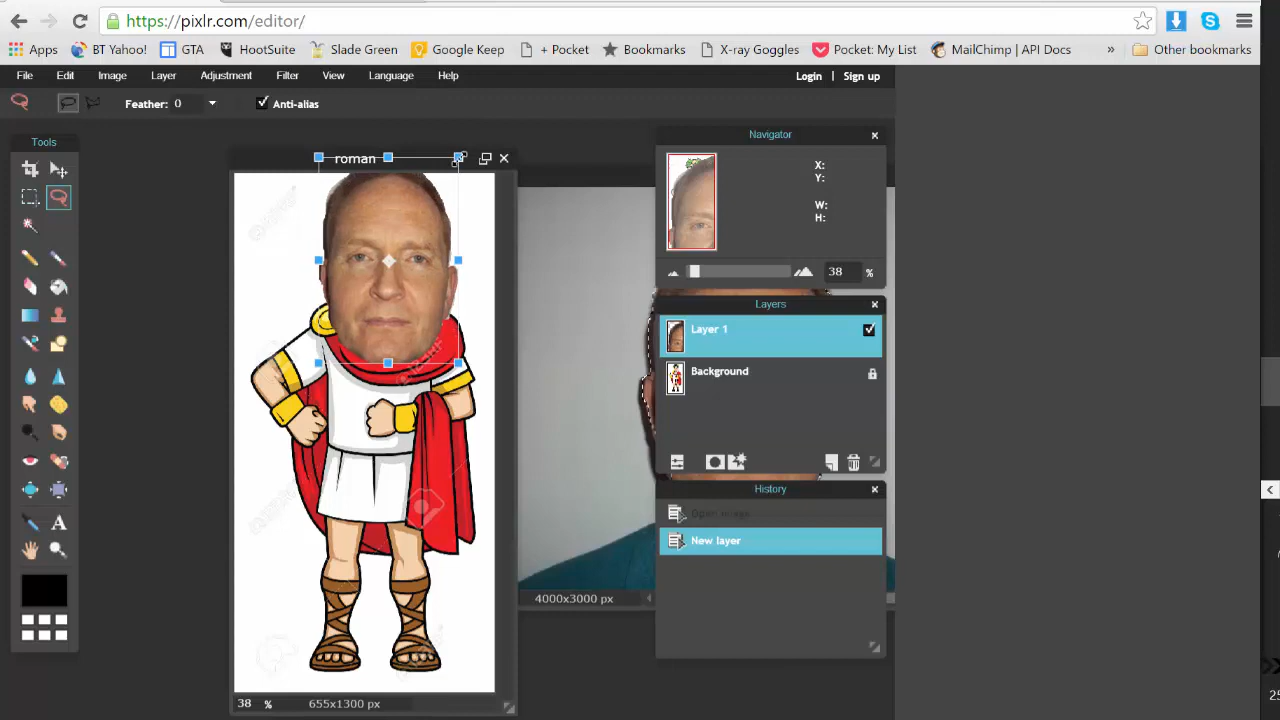 https://pixlr.com/editor/
Apps BT Yahoo! GTA HootSuite Slade Green Google Keep + Pocket Bookmarks X-ray Goggles Pocket: My List MailChimp | API Docs » Other bookmarks
File Edit Image Layer Adjustment Filter View Language Help Login | Sign up
Feather: 0 Anti-alias
Tools
roman
Navigator
X:
Y:
W:
H:
38 %
Layers
Layer 1
Background
History
Open image
New layer
4000x3000 px
38 % 655x1300 px
25